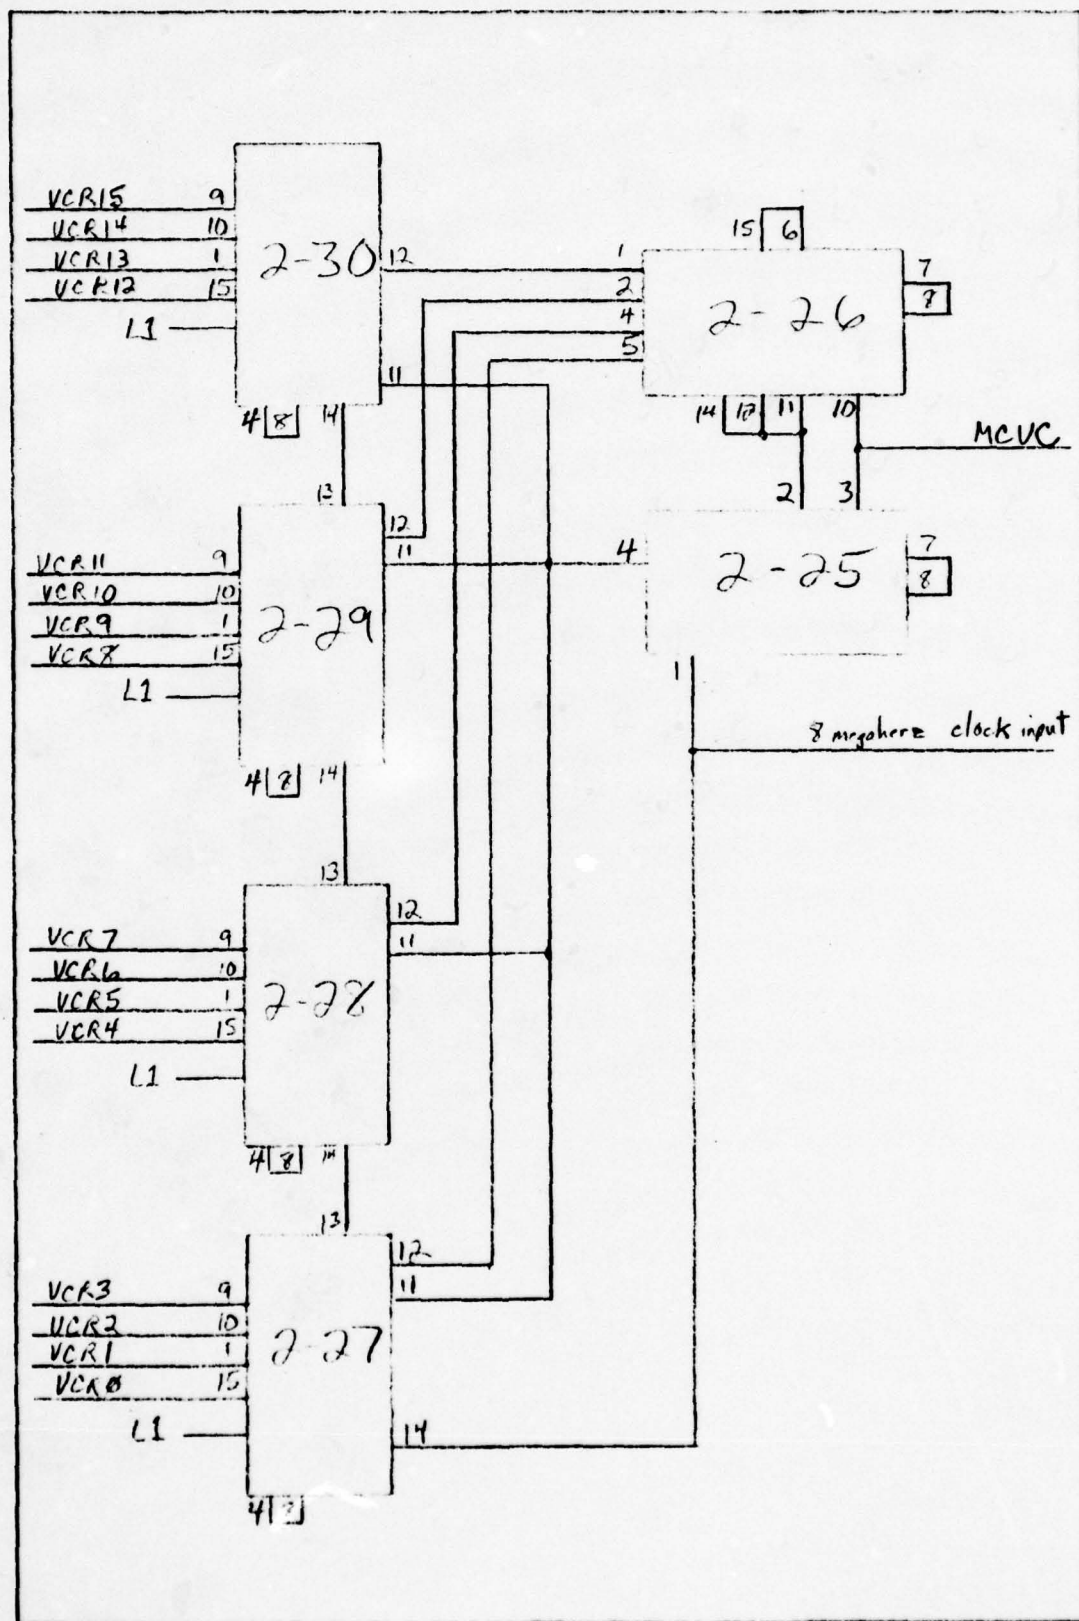 VCR15 9
VCR14 10
VCR13 1
VCR12 15
L1
2-30
12
11
4 8 14
15 6
1
2
4
5
2-26
7
8
14 12 11 10
MCVC
13
VCR11 9
VCR10 10
VCR9 1
VCR8 15
L1
2-29
12
11
4 8 14
2 3
4
2-25
7
8
1
8 megaherz clock input
13
VCR7 9
VCR6 10
VCR5 1
VCR4 15
L1
2-28
12
11
4 8 14
13
VCR3 9
VCR2 10
VCR1 1
VCR0 15
L1
2-27
12
11
14
4